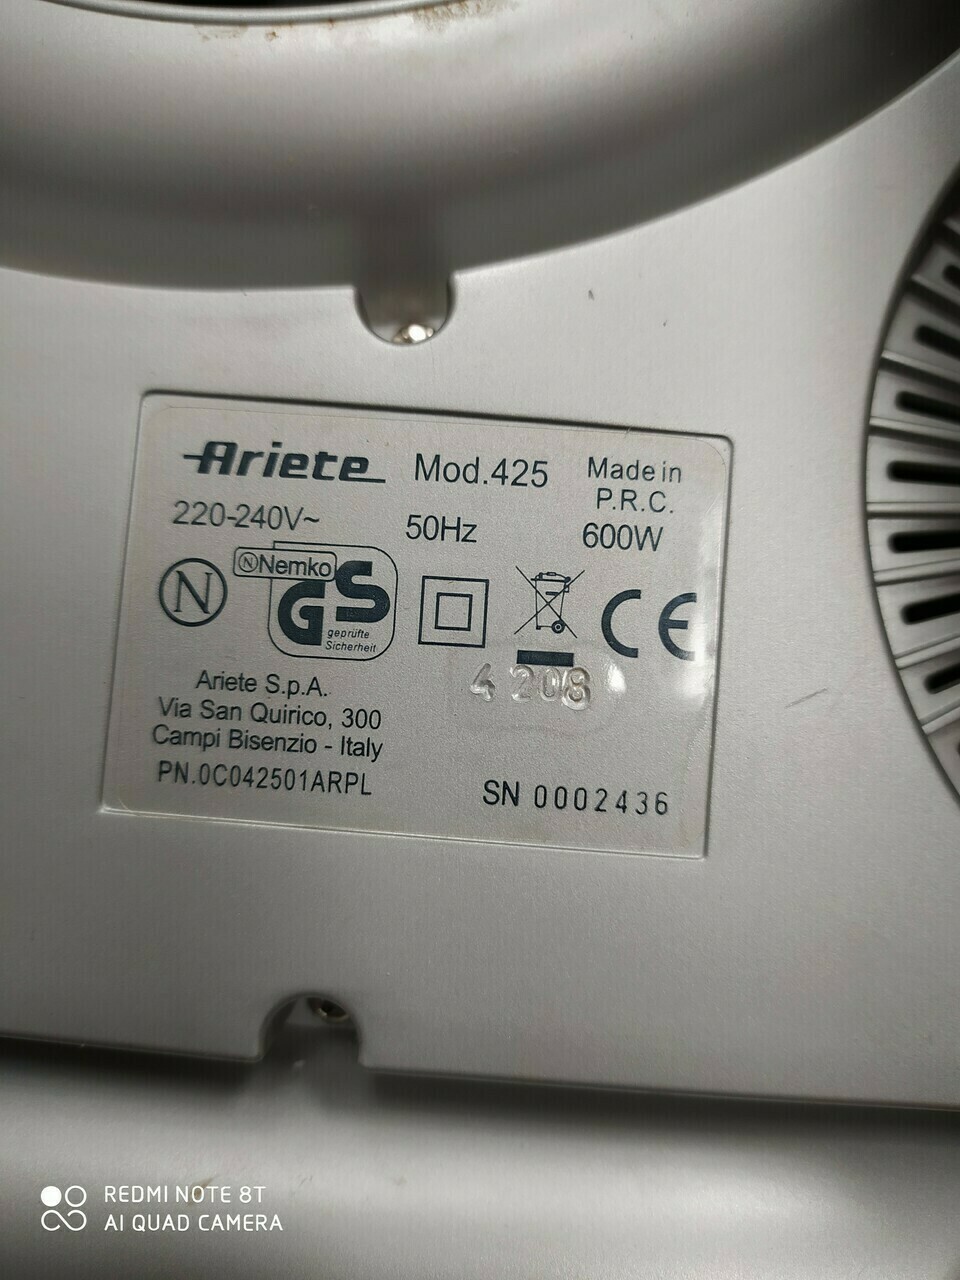 Ariete Mod.425 Made in
P.R.C.
220-240V~ 50Hz 600W
N
N Nemko
GS
geprüfte
Sicherheit
CE
4 208
Ariete S.p.A.
Via San Quirico, 300
Campi Bisenzio - Italy
PN.0C042501ARPL
SN 0002436
REDMI NOTE 8T
AI QUAD CAMERA